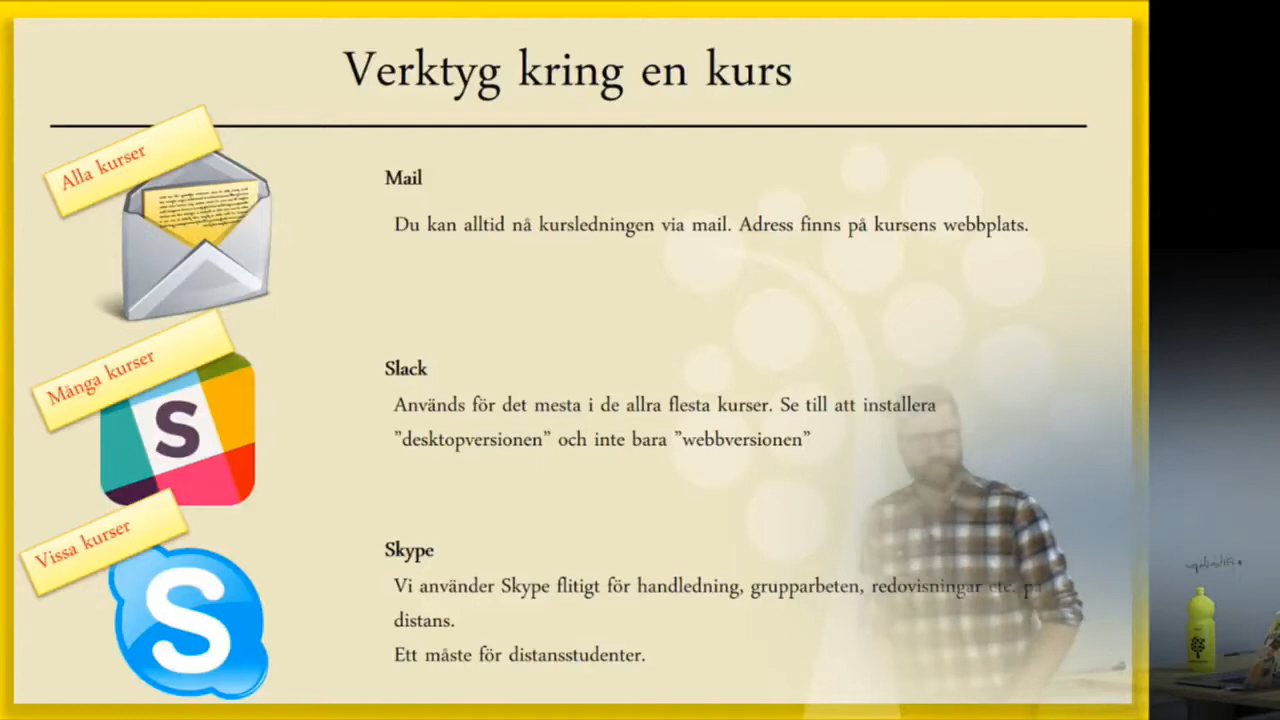 Verktyg kring en kurs
Alla kurser
Mail
Du kan alltid nå kursledningen via mail. Adress finns på kursens webbplats.
Många kurser
Slack
Används för det mesta i de allra flesta kurser. Se till att installera
”desktopversionen” och inte bara ”webbversionen”
S
Vissa kurser
Skype
Vi använder Skype flitigt för handledning, grupparbeten, redovisningar etc. på
distans.
Ett måste för distansstudenter.
S